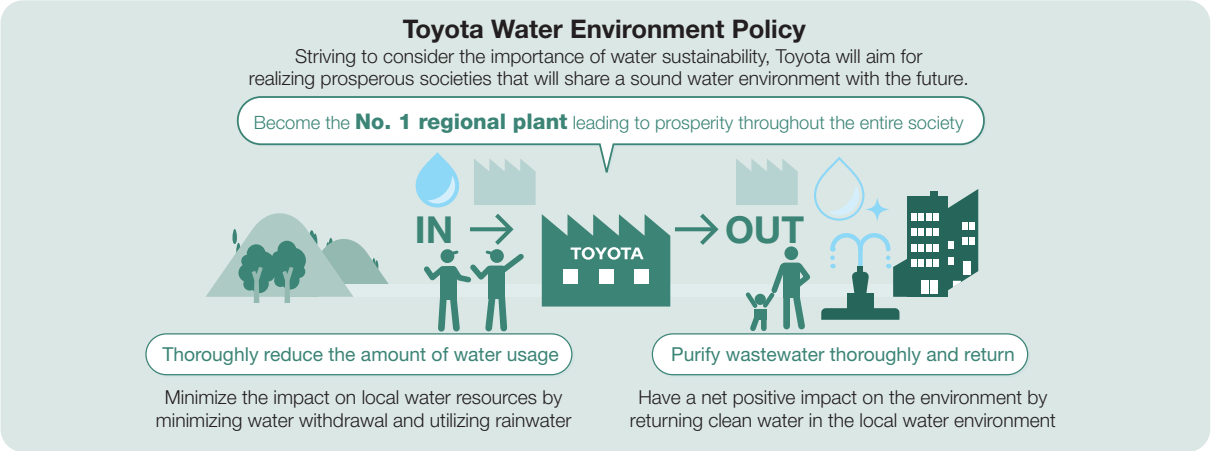 Toyota Water Environment Policy
Striving to consider the importance of water sustainability, Toyota will aim for
realizing prosperous societies that will share a sound water environment with the future.
Become the No. 1 regional plant leading to prosperity throughout the entire society
IN
OUT
TOYOTA
Thoroughly reduce the amount of water usage
Minimize the impact on local water resources by
minimizing water withdrawal and utilizing rainwater
Purify wastewater thoroughly and return
Have a net positive impact on the environment by
returning clean water in the local water environment